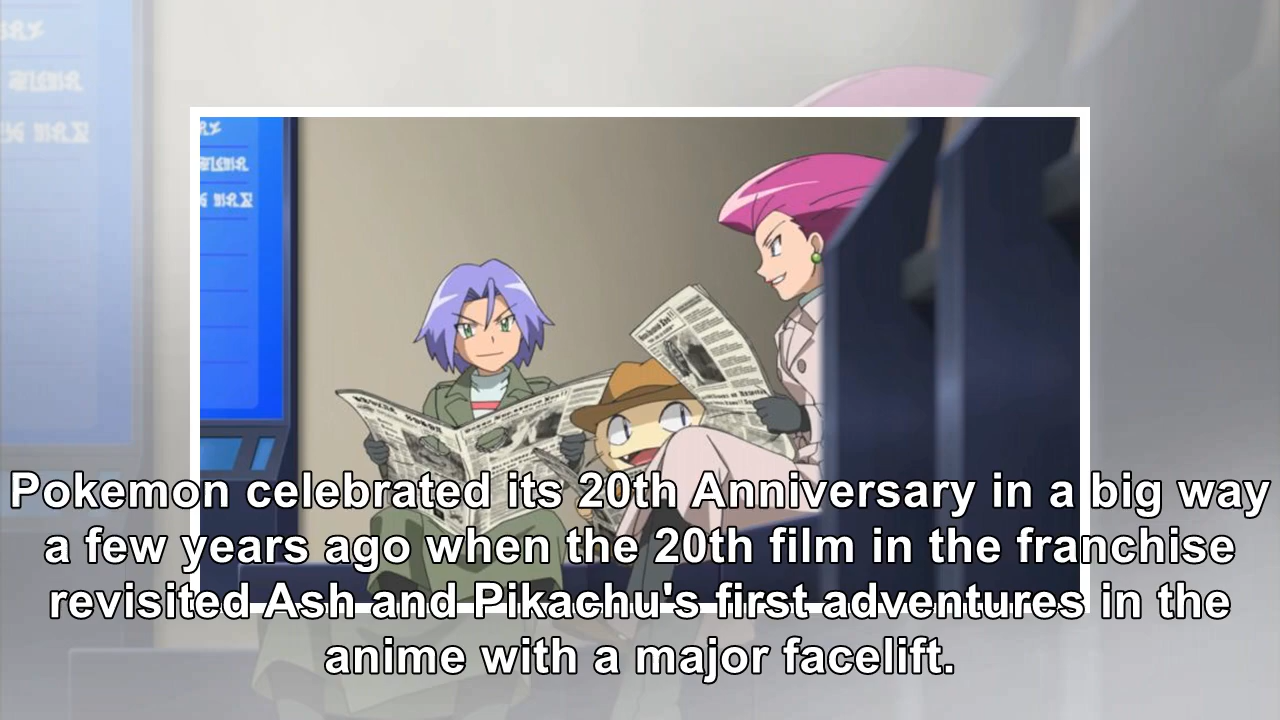 Pokemon celebrated its 20th Anniversary in a big way
a few years ago when the 20th film in the franchise
revisited Ash and Pikachu's first adventures in the
anime with a major facelift.